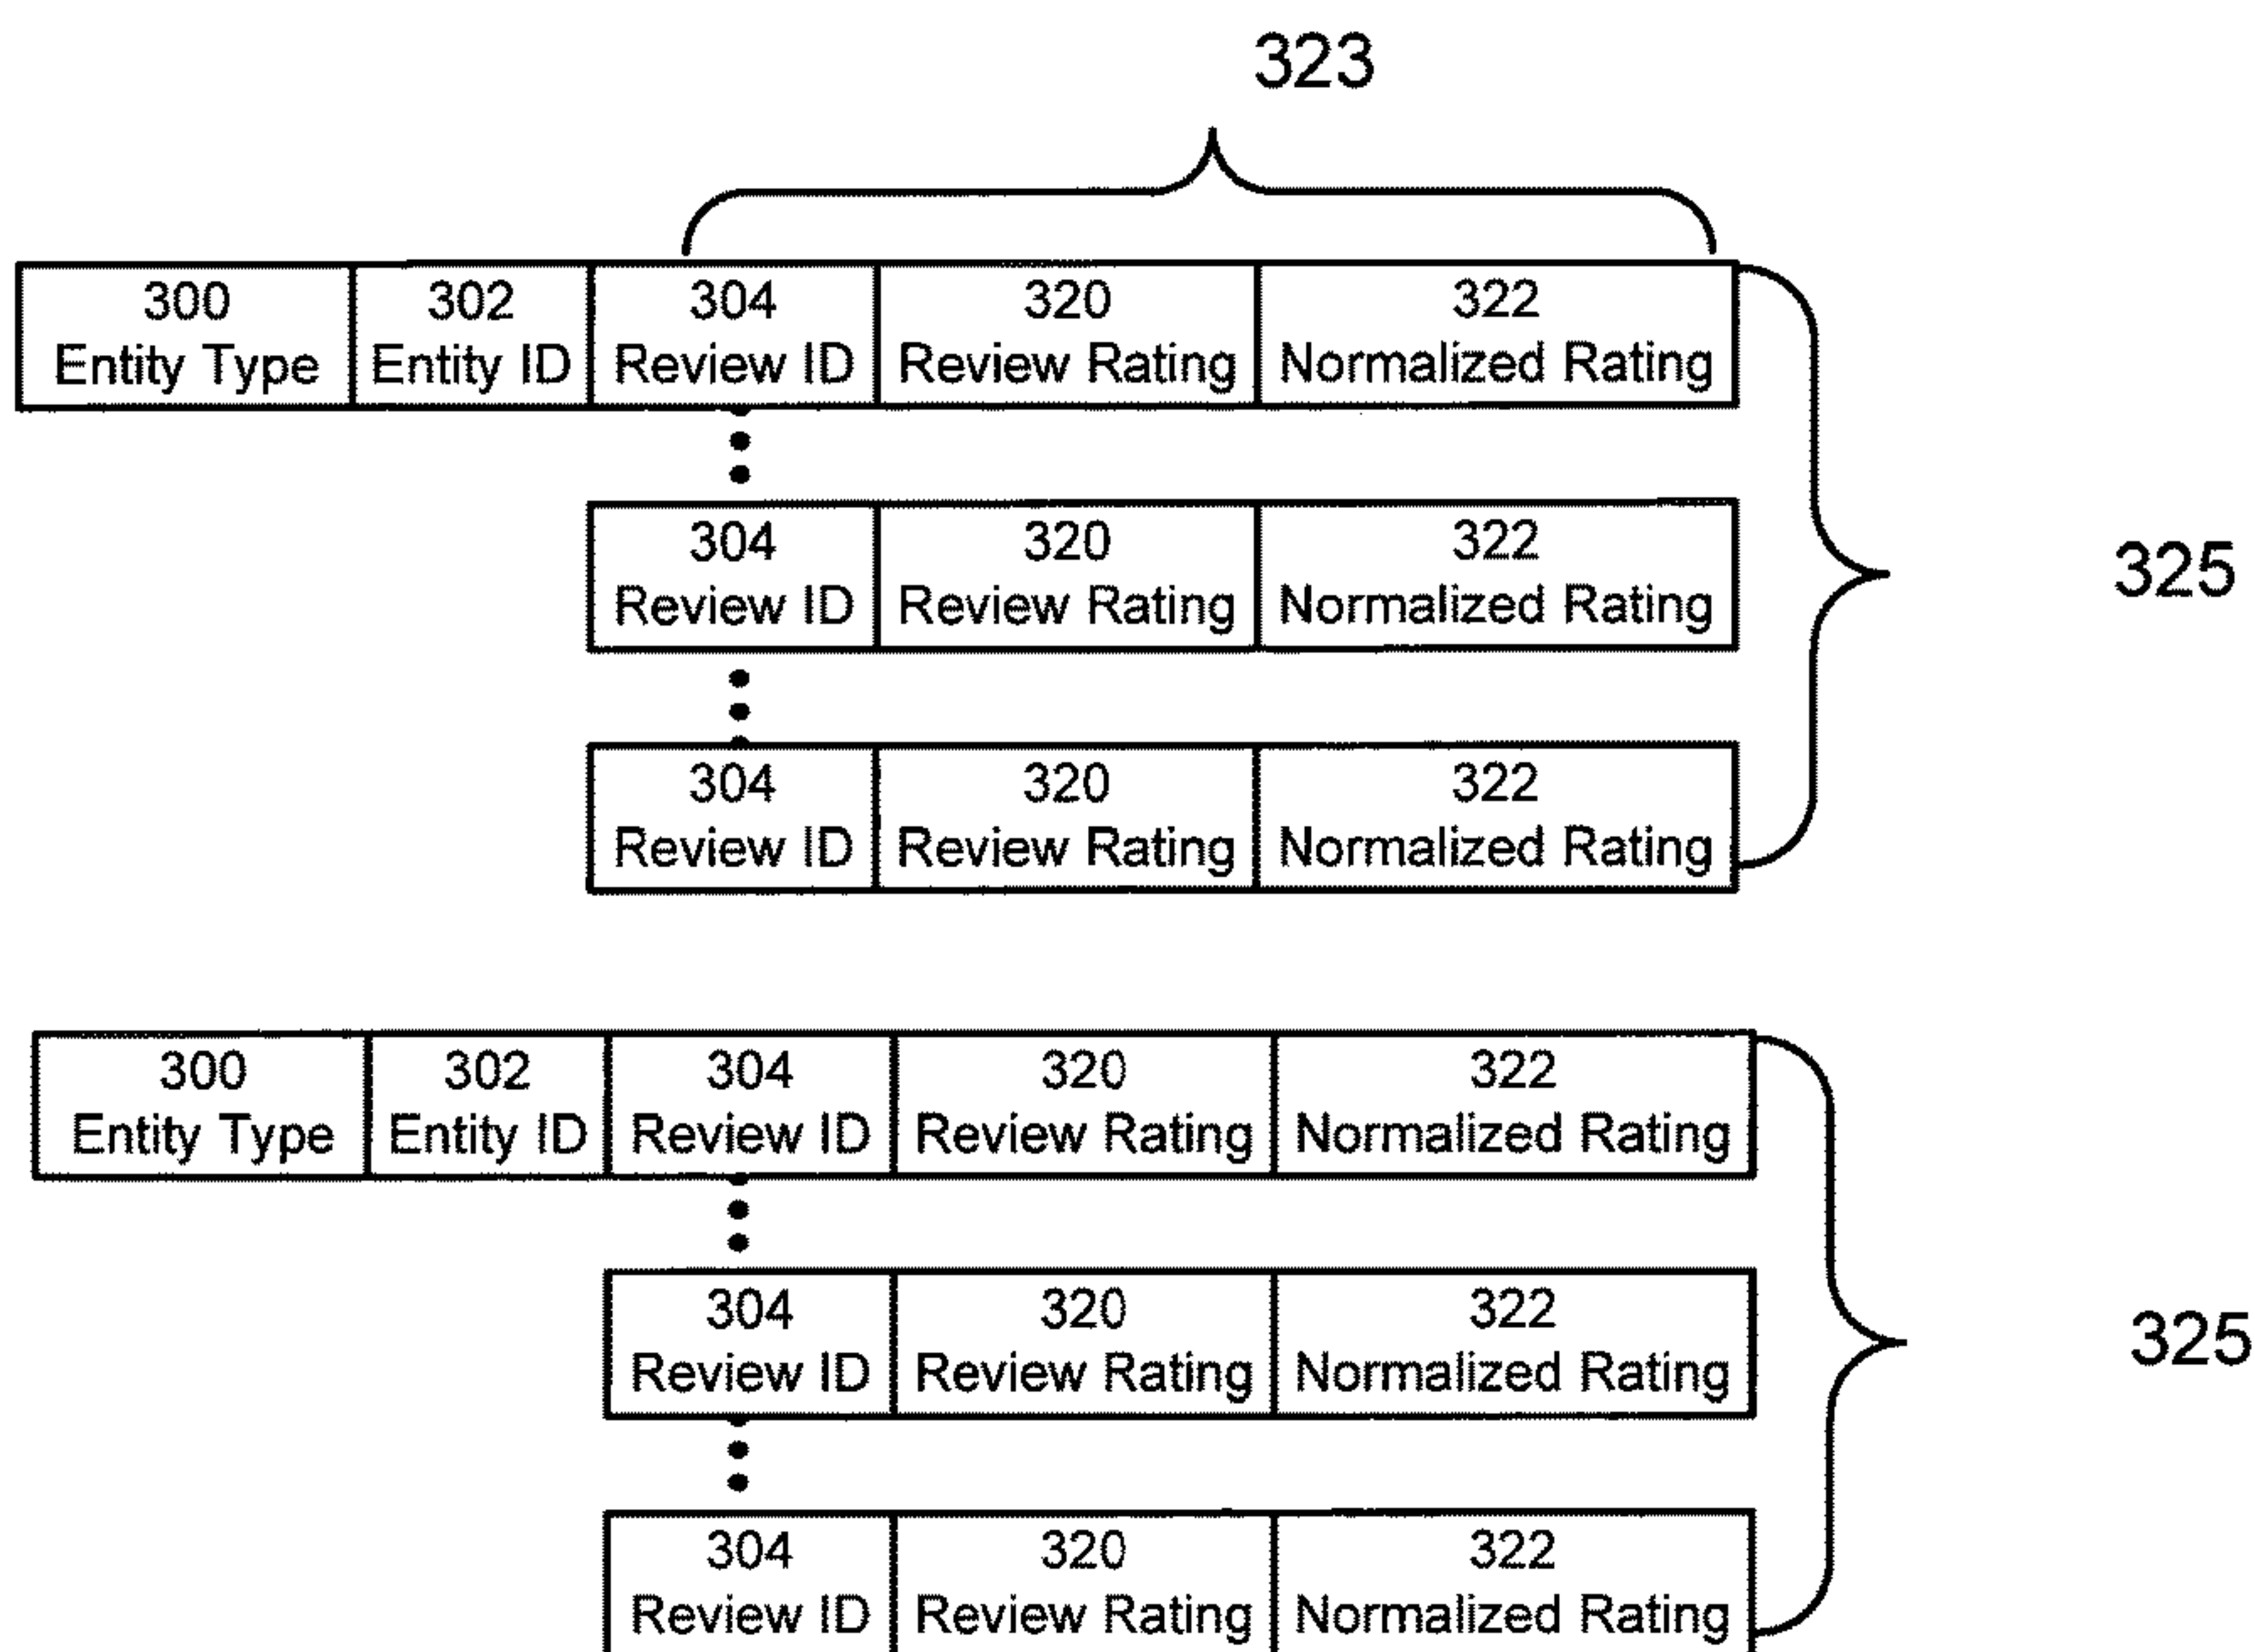 323
300 302 304 320 322
Entity Type Entity ID Review ID Review Rating Normalized Rating
304 320 322
Review ID Review Rating Normalized Rating
325
304 320 322
Review ID Review Rating Normalized Rating
300 302 304 320 322
Entity Type Entity ID Review ID Review Rating Normalized Rating
304 320 322
Review ID Review Rating Normalized Rating
325
304 320 322
Review ID Review Rating Normalized Rating